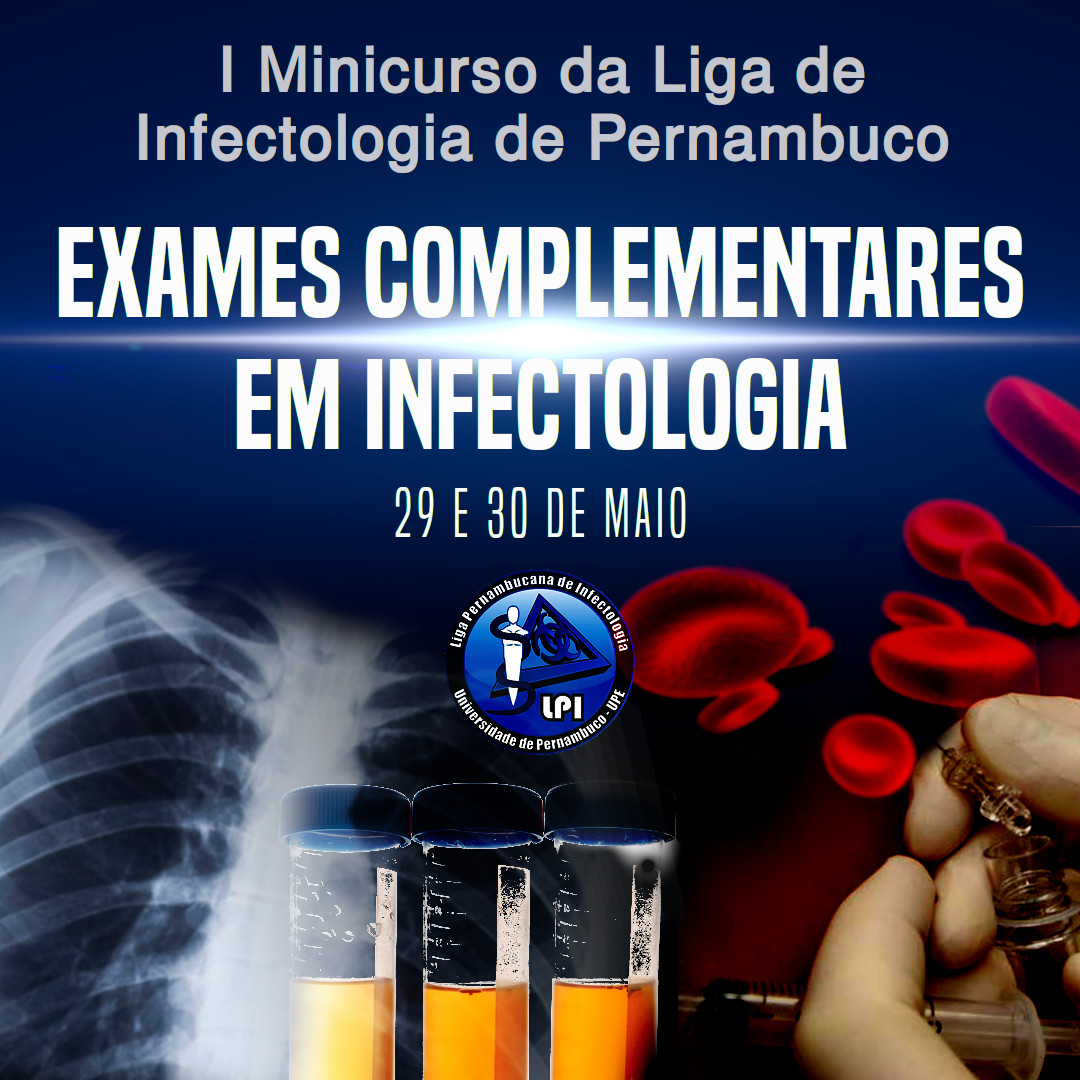 I Minicurso da Liga de
Infectologia de Pernambuco
EXAMES COMPLEMENTARES
EM INFECTOLOGIA
29 E 30 DE MAIO
Liga Pernambucana de Infectologia
LPI
Universidade de Pernambuco - UPE